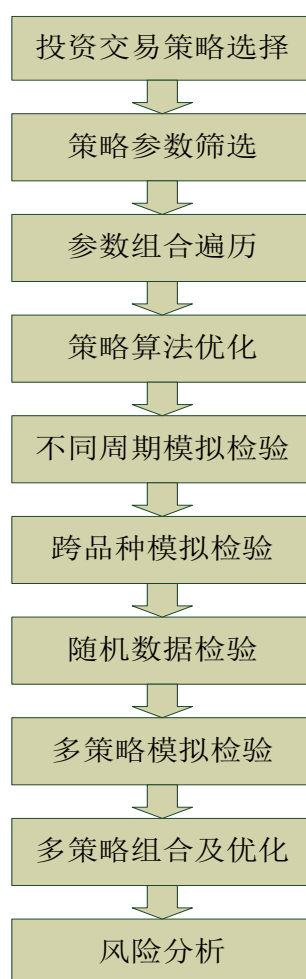 投资交易策略选择
策略参数筛选
参数组合遍历
策略算法优化
不同周期模拟检验
跨品种模拟检验
随机数据检验
多策略模拟检验
多策略组合及优化
风险分析